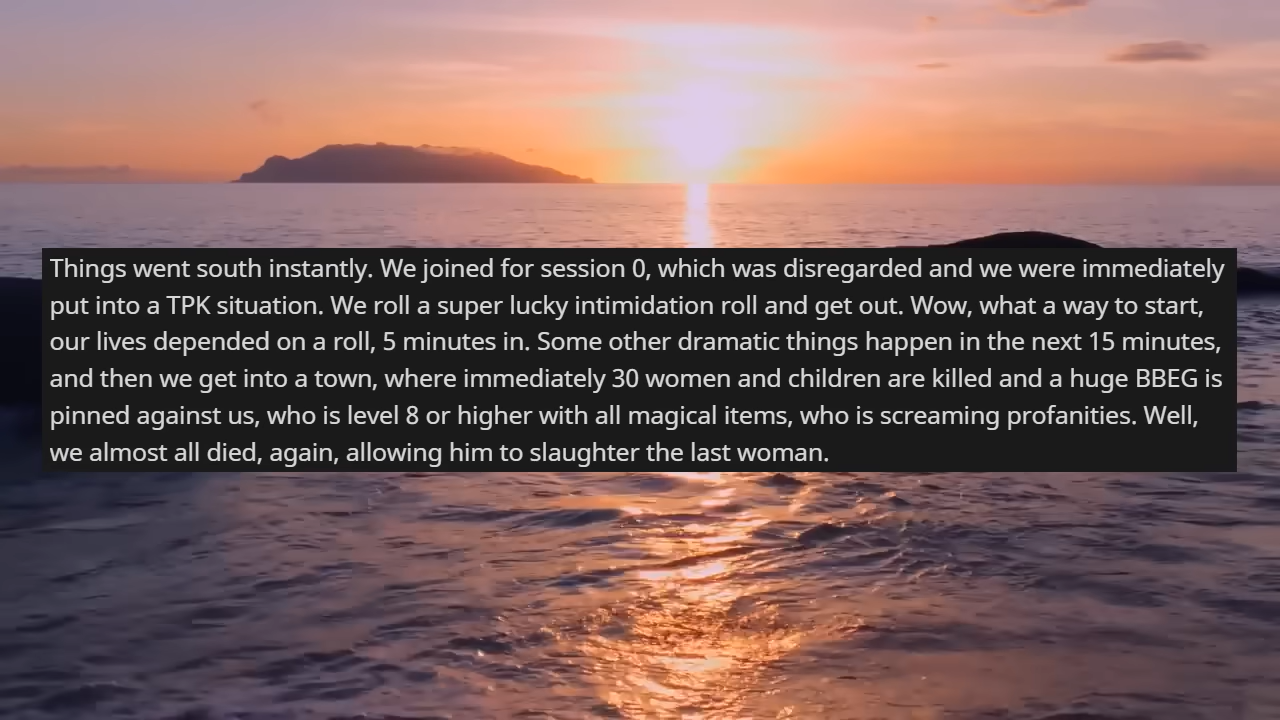 Things went south instantly. We joined for session 0, which was disregarded and we were immediately
put into a TPK situation. We roll a super lucky intimidation roll and get out. Wow, what a way to start,
our lives depended on a roll, 5 minutes in. Some other dramatic things happen in the next 15 minutes,
and then we get into a town, where immediately 30 women and children are killed and a huge BBEG is
pinned against us, who is level 8 or higher with all magical items, who is screaming profanities. Well,
we almost all died, again, allowing him to slaughter the last woman.